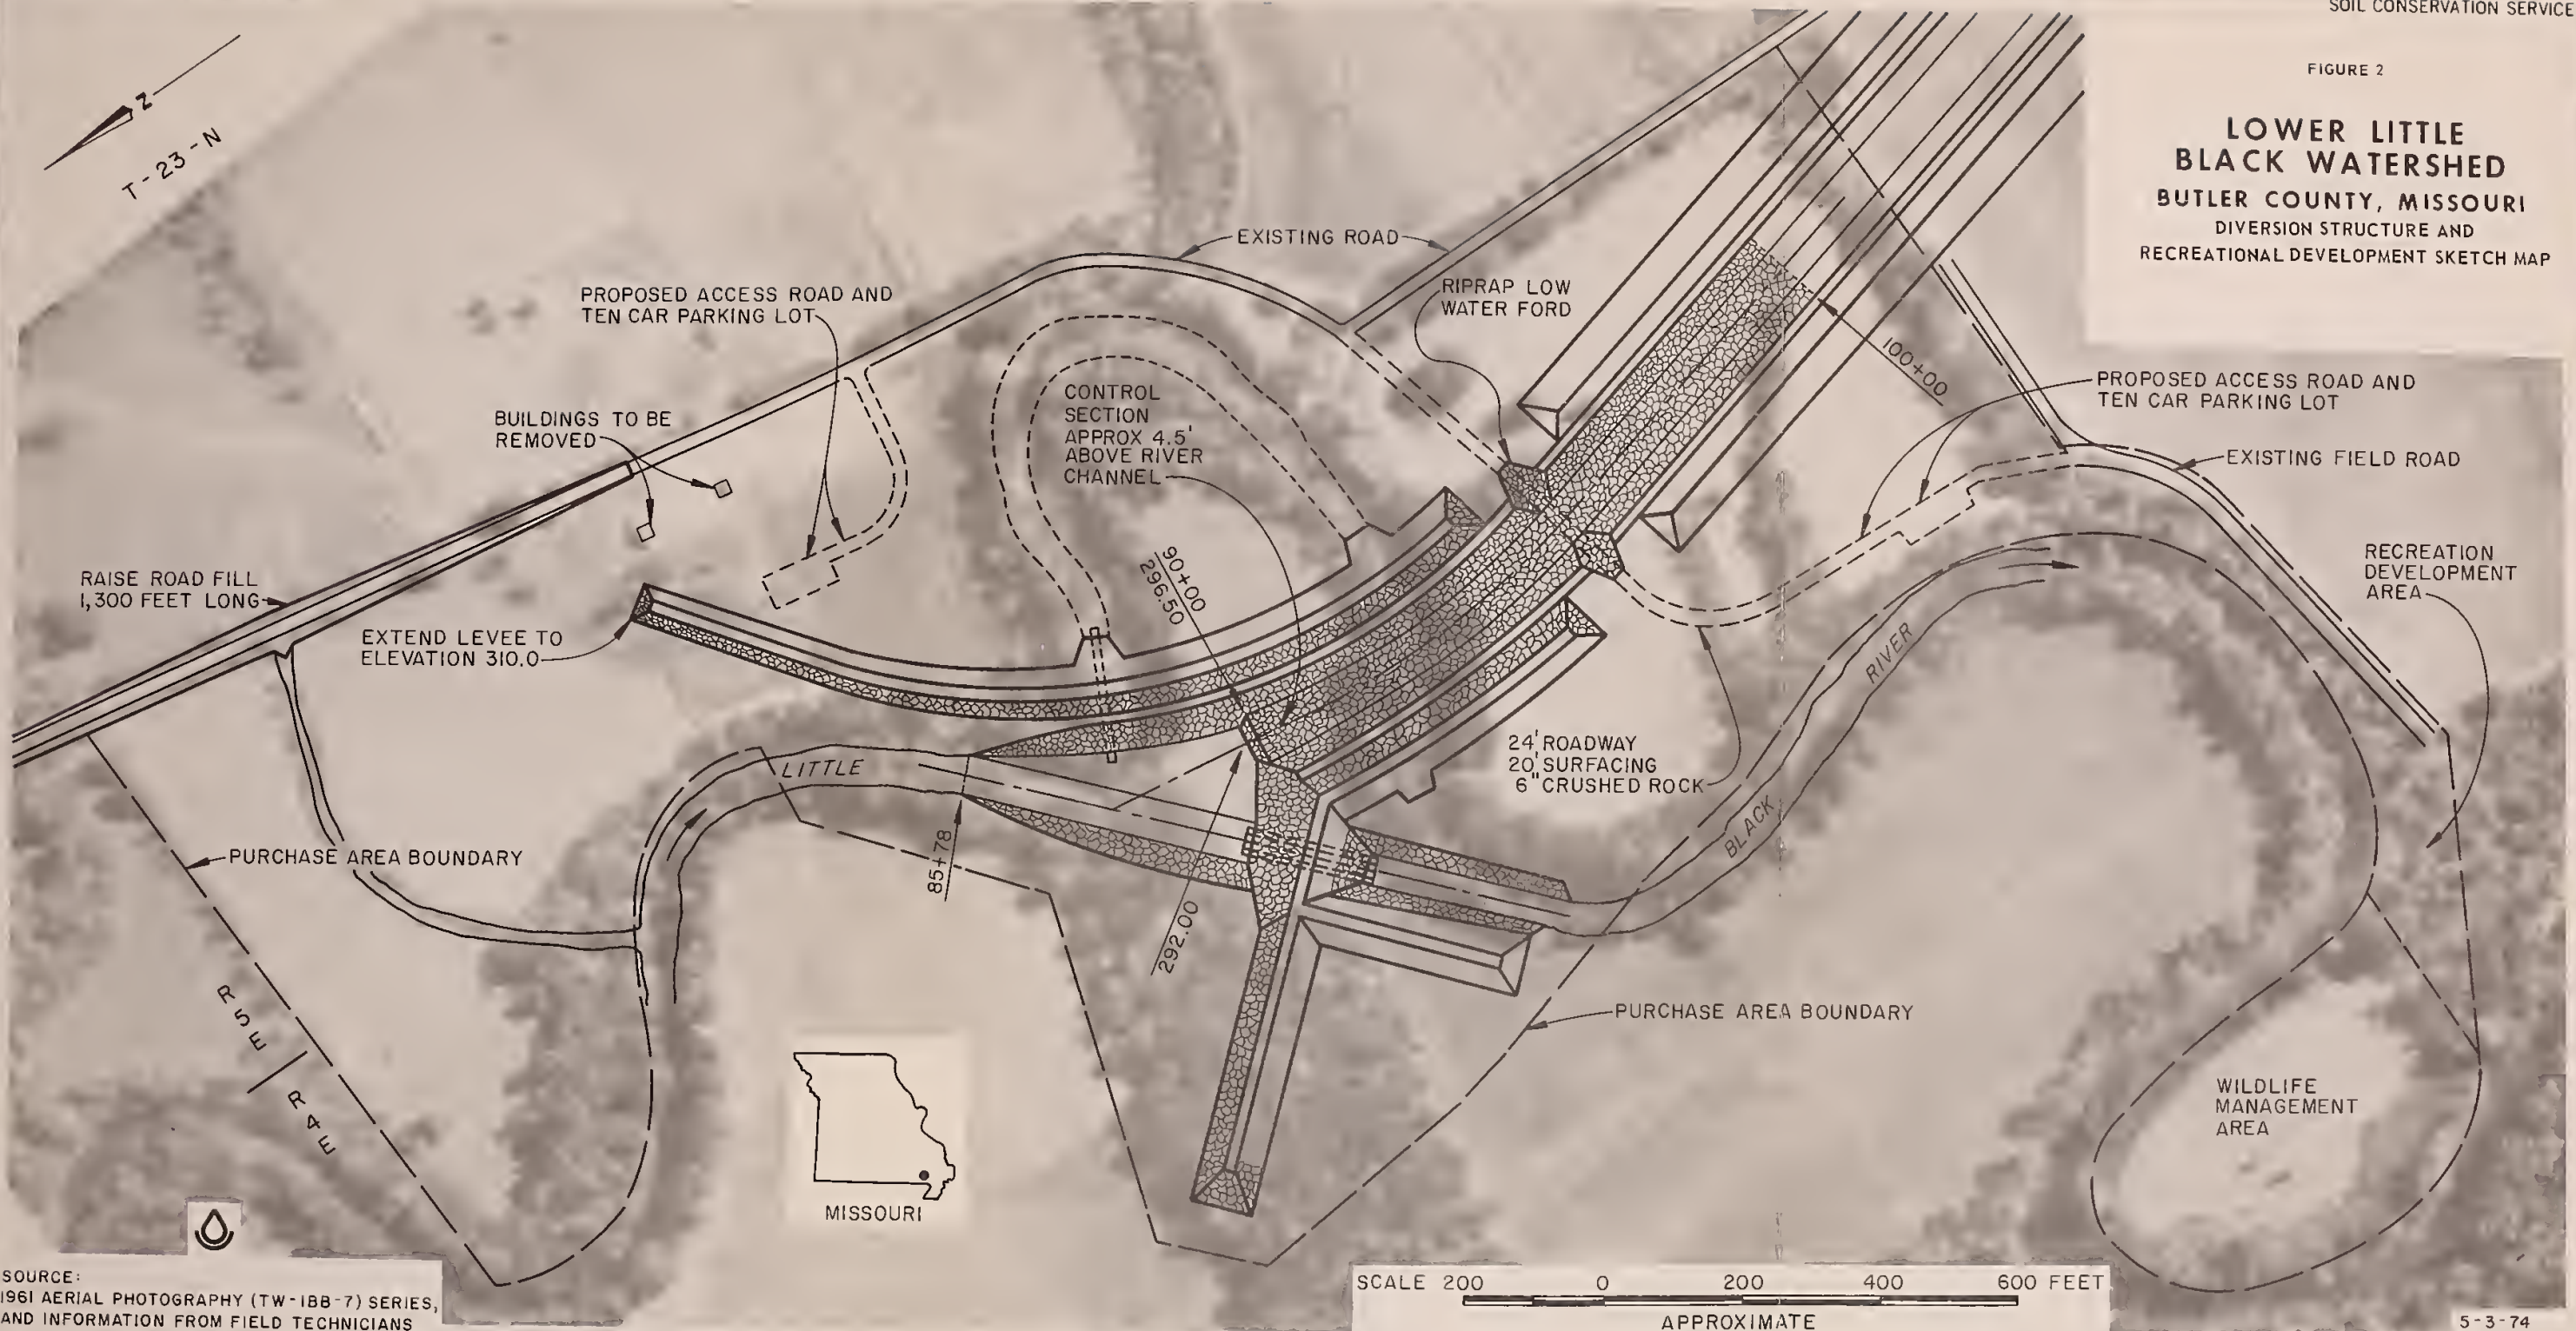 SOIL CONSERVATION SERVICE
FIGURE 2
LOWER LITTLE
BLACK WATERSHED
BUTLER COUNTY, MISSOURI
DIVERSION STRUCTURE AND
RECREATIONAL DEVELOPMENT SKETCH MAP
N
T-23-N
EXISTING ROAD
PROPOSED ACCESS ROAD AND
TEN CAR PARKING LOT
RIPRAP LOW
WATER FORD
100+00
PROPOSED ACCESS ROAD AND
TEN CAR PARKING LOT
CONTROL
SECTION
APPROX 4.5'
ABOVE RIVER
CHANNEL
BUILDINGS TO BE
REMOVED
EXISTING FIELD ROAD
RECREATION
DEVELOPMENT
AREA
90+00
296.50
RAISE ROAD FILL
1,300 FEET LONG
EXTEND LEVEE TO
ELEVATION 310.0
24' ROADWAY
20' SURFACING
6" CRUSHED ROCK
LITTLE
BLACK
RIVER
85+78
292.00
PURCHASE AREA BOUNDARY
PURCHASE AREA BOUNDARY
R 5 E
R 4 E
WILDLIFE
MANAGEMENT
AREA
MISSOURI
SOURCE:
1961 AERIAL PHOTOGRAPHY (TW-1BB-7) SERIES,
AND INFORMATION FROM FIELD TECHNICIANS
SCALE 200 0 200 400 600 FEET
APPROXIMATE
5-3-74